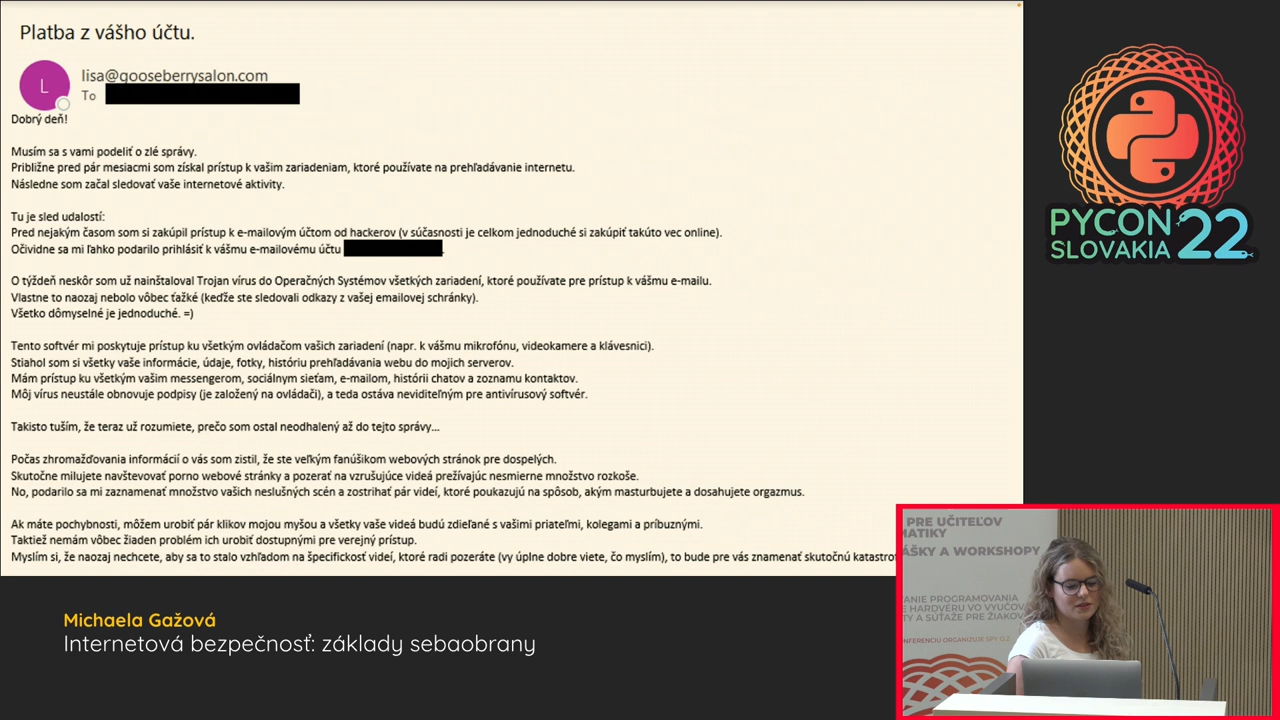 Platba z vášho účtu.
L
lisa@gooseberrysalon.com
To
Dobrý deň!
Musím sa s vami podeliť o zlé správy.
Približne pred pár mesiacmi som získal prístup k vašim zariadeniam, ktoré používate na prehľadávanie internetu.
Následne som začal sledovať vaše internetové aktivity.
Tu je sled udalostí:
Pred nejakým časom som si zakúpil prístup k e-mailovým účtom od hackerov (v súčasnosti je celkom jednoduché si zakúpiť takúto vec online).
Očividne sa mi ľahko podarilo prihlásiť k vášmu e-mailovému účtu
O týždeň neskôr som už nainštaloval Trojan vírus do Operačných Systémov všetkých zariadení, ktoré používate pre prístup k vášmu e-mailu.
Vlastne to naozaj nebolo vôbec ťažké (keďže ste sledovali odkazy z vašej emailovej schránky).
Všetko dômyselné je jednoduché. =)
Tento softvér mi poskytuje prístup ku všetkým ovládačom vašich zariadení (napr. k vášmu mikrofónu, videokamere a klávesnici).
Stiahol som si všetky vaše informácie, údaje, fotky, históriu prehľadávania webu do mojich serverov.
Mám prístup ku všetkým vašim messengerom, sociálnym sieťam, e-mailom, histórii chatov a zoznamu kontaktov.
Môj vírus neustále obnovuje podpisy (je založený na ovládači), a teda ostáva neviditeľným pre antivírusový softvér.
Takisto tuším, že teraz už rozumiete, prečo som ostal neodhalený až do tejto správy...
Počas zhromažďovania informácií o vás som zistil, že ste veľkým fanúšikom webových stránok pre dospelých.
Skutočne milujete navštevovať porno webové stránky a pozerať na vzrušujúce videá prežívajúc nesmierne množstvo rozkoše.
No, podarilo sa mi zaznamenať množstvo vašich neslušných scén a zostrihať pár videí, ktoré poukazujú na spôsob, akým masturbujete a dosahujete orgazmus.
Ak máte pochybnosti, môžem urobiť pár klikov mojou myšou a všetky vaše videá budú zdieľané s vašimi priateľmi, kolegami a príbuznými.
Taktiež nemám vôbec žiaden problém ich urobiť dostupnými pre verejný prístup.
Myslím si, že naozaj nechcete, aby sa to stalo vzhľadom na špecifickosť videí, ktoré radi pozeráte (vy úplne dobre viete, čo myslím), to bude pre vás znamenať skutočnú
PYCON
SLOVAKIA
22
PRE UČITEĽOV
MATIKY
ÁŠKY A WORKSHOPY
ANIE PROGRAMOVANIA
E HARDVÉRU VO VYUČOV
TY A SÚŤAŽE PRE ŽIAKOV
NFERENCIU ORGANIZUJE SPY O.Z.
Michaela Gažová
Internetová bezpečnosť: základy sebaobrany